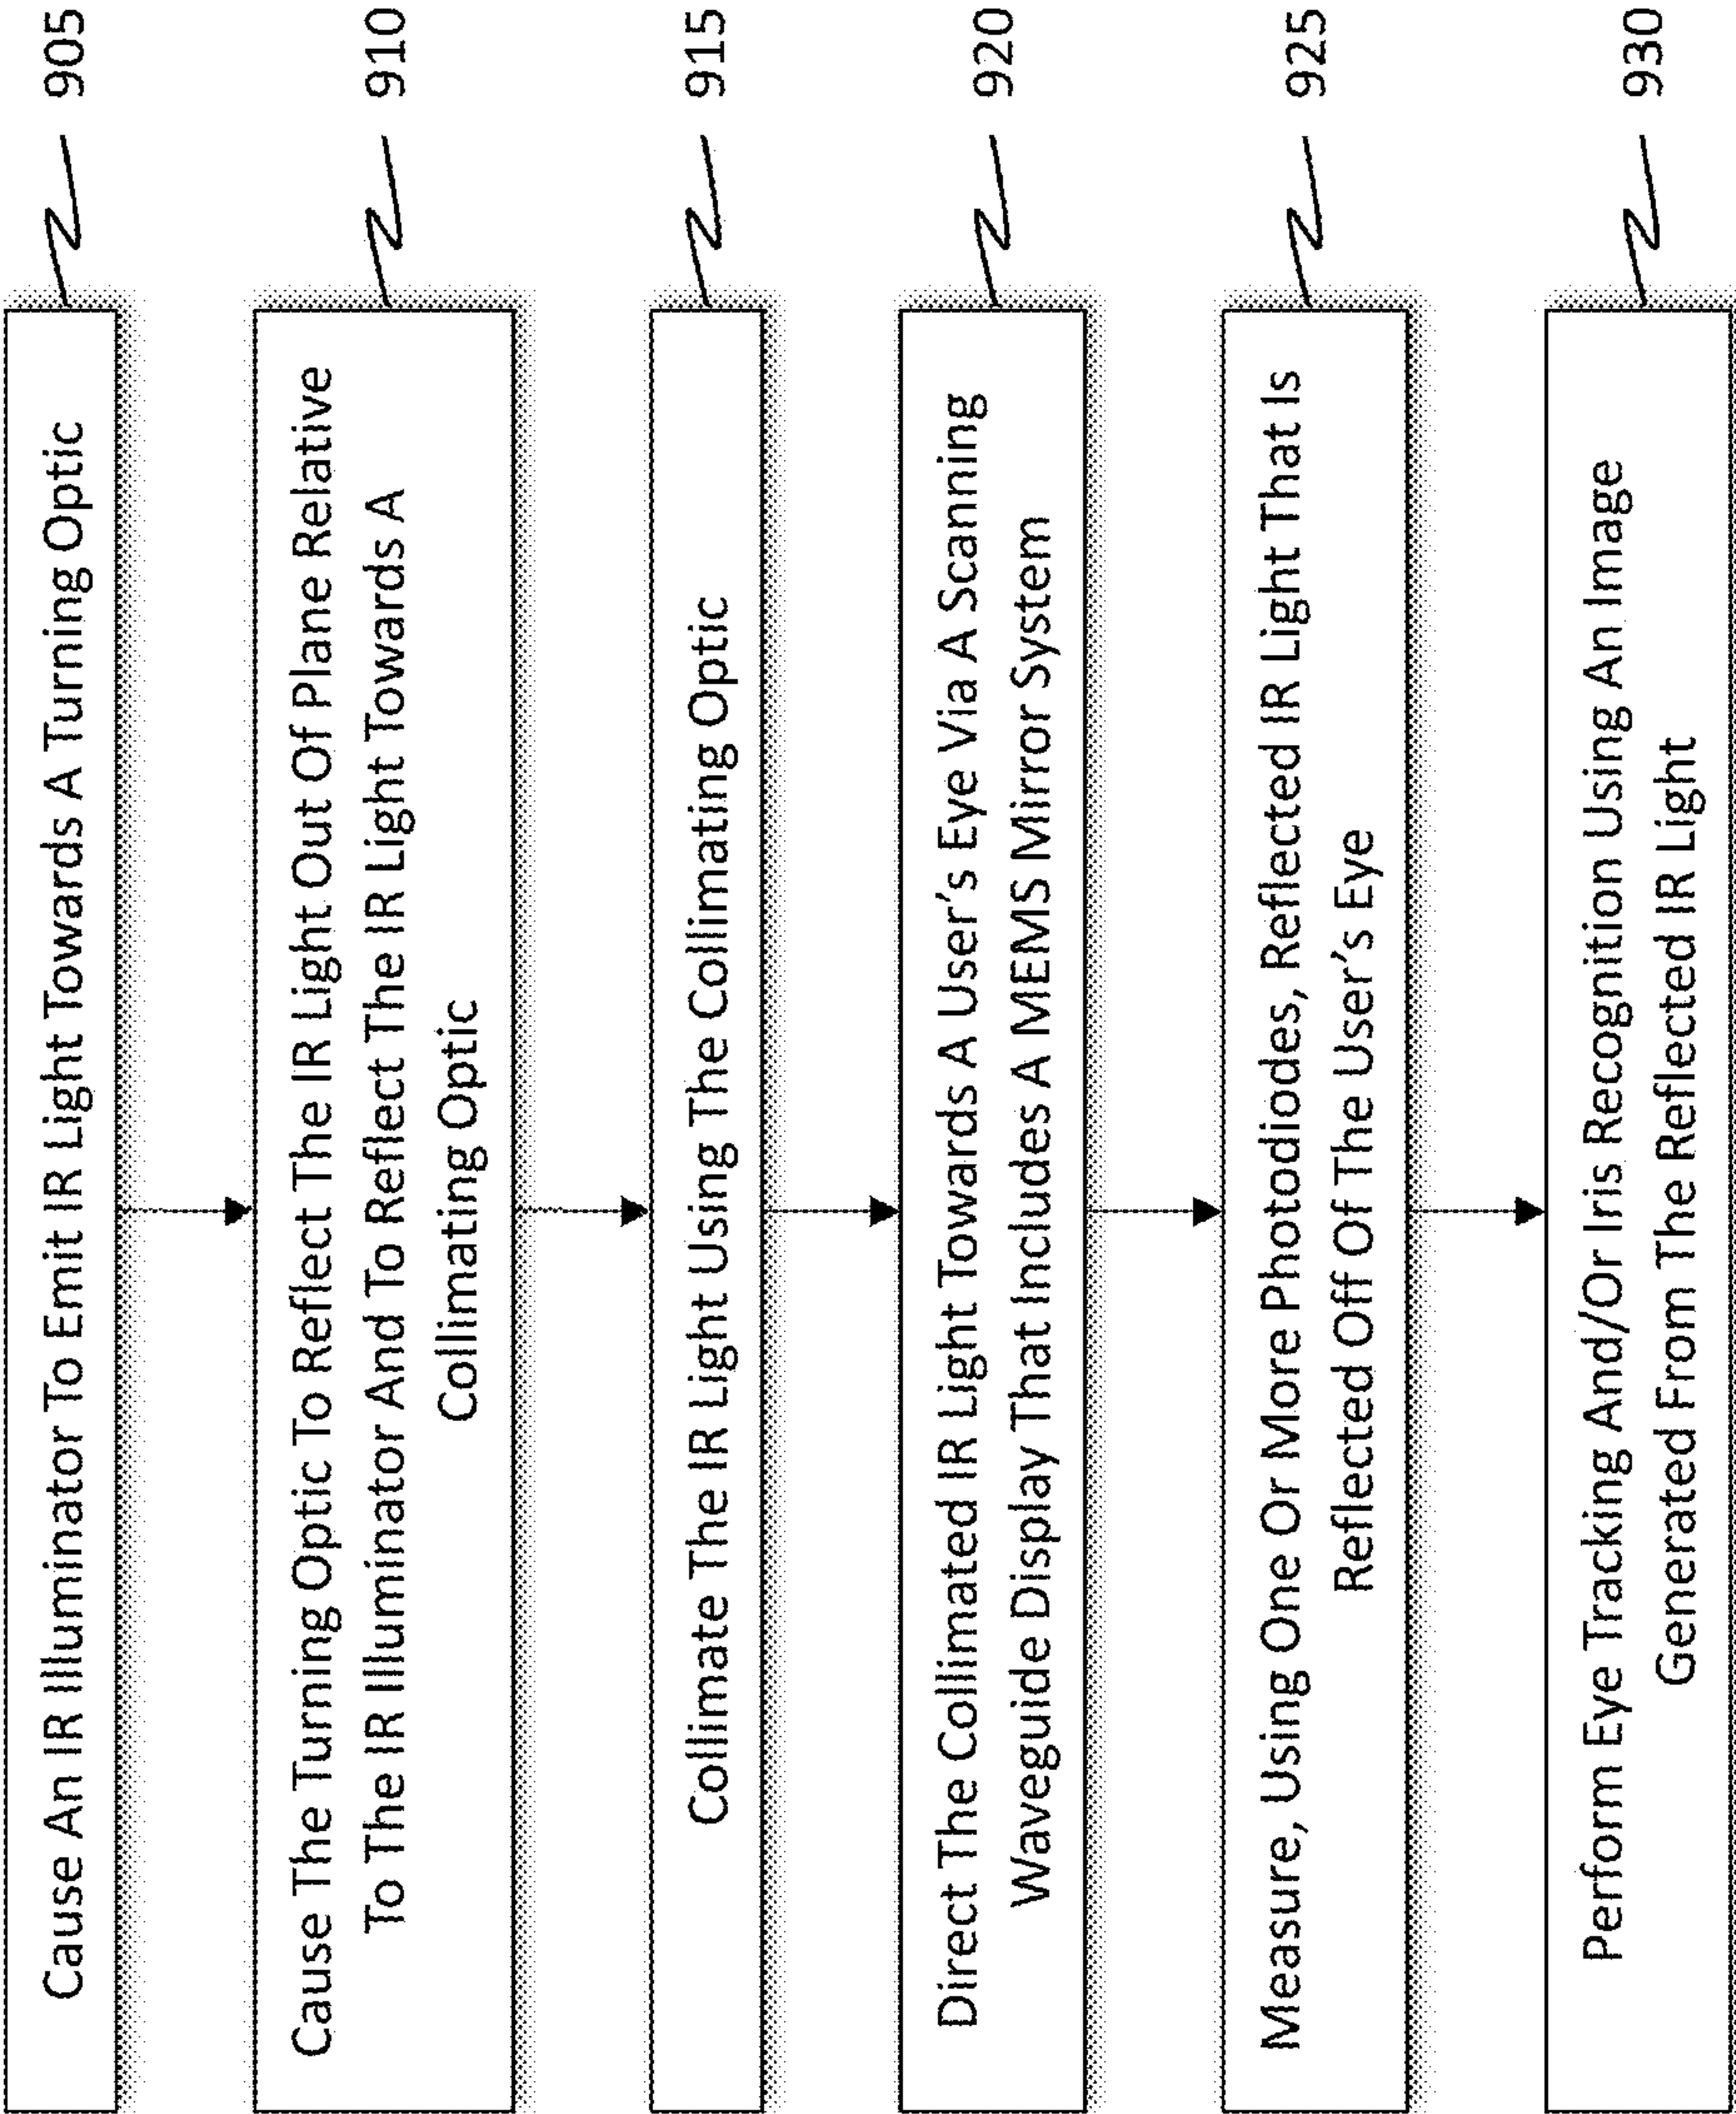 Cause An IR Illuminator To Emit IR Light Towards A Turning Optic
905
Cause The Turning Optic To Reflect The IR Light Out Of Plane Relative
To The IR Illuminator And To Reflect The IR Light Towards A
Collimating Optic
910
Collimate The IR Light Using The Collimating Optic
915
Direct The Collimated IR Light Towards A User's Eye Via A Scanning
Waveguide Display That Includes A MEMS Mirror System
920
Measure, Using One Or More Photodiodes, Reflected IR Light That Is
Reflected Off Of The User's Eye
925
Perform Eye Tracking And/Or Iris Recognition Using An Image
Generated From The Reflected IR Light
930